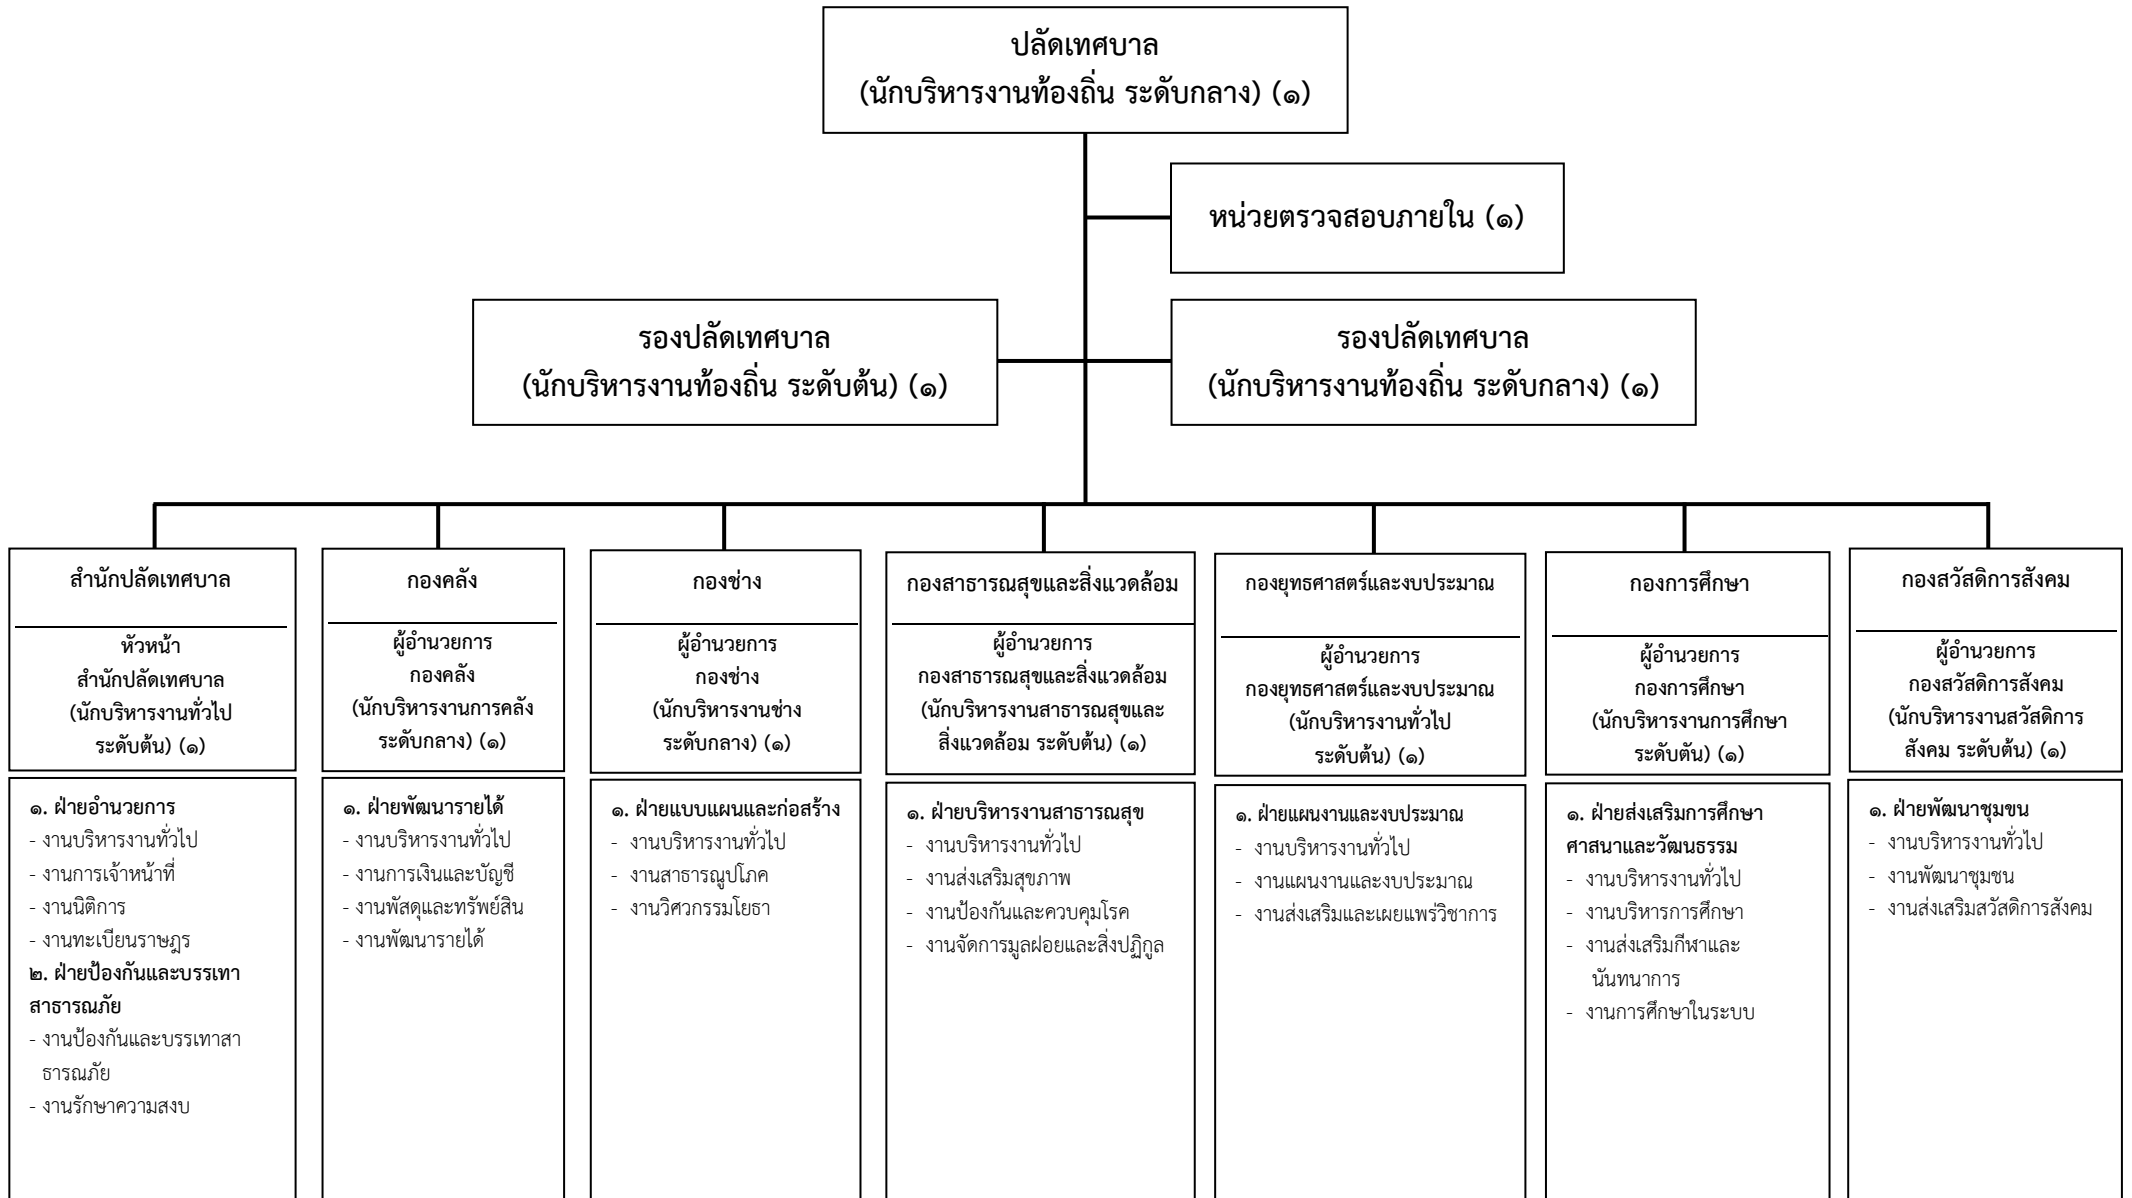 ปลัดเทศบาล
(นักบริหารงานท้องถิ่น ระดับกลาง) (๑)
หน่วยตรวจสอบภายใน (๑)
รองปลัดเทศบาล
(นักบริหารงานท้องถิ่น ระดับต้น) (๑)
รองปลัดเทศบาล
(นักบริหารงานท้องถิ่น ระดับกลาง) (๑)
สำนักปลัดเทศบาล
หัวหน้า
สำนักปลัดเทศบาล
(นักบริหารงานทั่วไป
ระดับต้น) (๑)
๑. ฝ่ายอำนวยการ
- งานบริหารงานทั่วไป
- งานการเจ้าหน้าที่
- งานนิติการ
- งานทะเบียนราษฎร
๒. ฝ่ายป้องกันและบรรเทา
สาธารณภัย
- งานป้องกันและบรรเทาสา
ธารณภัย
- งานรักษาความสงบ
กองคลัง
ผู้อำนวยการ
กองคลัง
(นักบริหารงานการคลัง
ระดับกลาง) (๑)
๑. ฝ่ายพัฒนารายได้
- งานบริหารงานทั่วไป
- งานการเงินและบัญชี
- งานพัสดุและทรัพย์สิน
- งานพัฒนารายได้
กองช่าง
ผู้อำนวยการ
กองช่าง
(นักบริหารงานช่าง
ระดับกลาง) (๑)
๑. ฝ่ายแบบแผนและก่อสร้าง
- งานบริหารงานทั่วไป
- งานสาธารณูปโภค
- งานวิศวกรรมโยธา
กองสาธารณสุขและสิ่งแวดล้อม
ผู้อำนวยการ
กองสาธารณสุขและสิ่งแวดล้อม
(นักบริหารงานสาธารณสุขและ
สิ่งแวดล้อม ระดับต้น) (๑)
๑. ฝ่ายบริหารงานสาธารณสุข
- งานบริหารงานทั่วไป
- งานส่งเสริมสุขภาพ
- งานป้องกันและควบคุมโรค
- งานจัดการมูลฝอยและสิ่งปฏิกูล
กองยุทธศาสตร์และงบประมาณ
ผู้อำนวยการ
กองยุทธศาสตร์และงบประมาณ
(นักบริหารงานทั่วไป
ระดับต้น) (๑)
๑. ฝ่ายแผนงานและงบประมาณ
- งานบริหารงานทั่วไป
- งานแผนงานและงบประมาณ
- งานส่งเสริมและเผยแพร่วิชาการ
กองการศึกษา
ผู้อำนวยการ
กองการศึกษา
(นักบริหารงานการศึกษา
ระดับตัน) (๑)
๑. ฝ่ายส่งเสริมการศึกษา
ศาสนาและวัฒนธรรม
- งานบริหารงานทั่วไป
- งานบริหารการศึกษา
- งานส่งเสริมกีฬาและ
นันทนาการ
- งานการศึกษาในระบบ
กองสวัสดิการสังคม
ผู้อำนวยการ
กองสวัสดิการสังคม
(นักบริหารงานสวัสดิการ
สังคม ระดับต้น) (๑)
๑. ฝ่ายพัฒนาชุมขน
- งานบริหารงานทั่วไป
- งานพัฒนาชุมชน
- งานส่งเสริมสวัสดิการสังคม